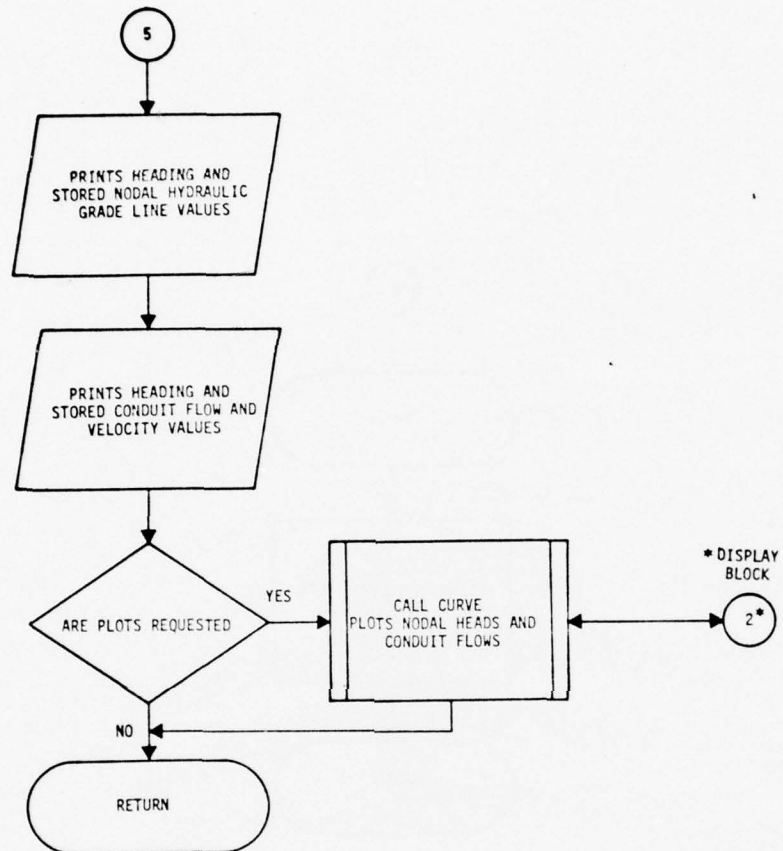 5
PRINTS HEADING AND
STORED NODAL HYDRAULIC
GRADE LINE VALUES
PRINTS HEADING AND
STORED CONDUIT FLOW AND
VELOCITY VALUES
ARE PLOTS REQUESTED
YES
CALL CURVE
PLOTS NODAL HEADS AND
CONDUIT FLOWS
* DISPLAY
BLOCK
2*
NO
RETURN